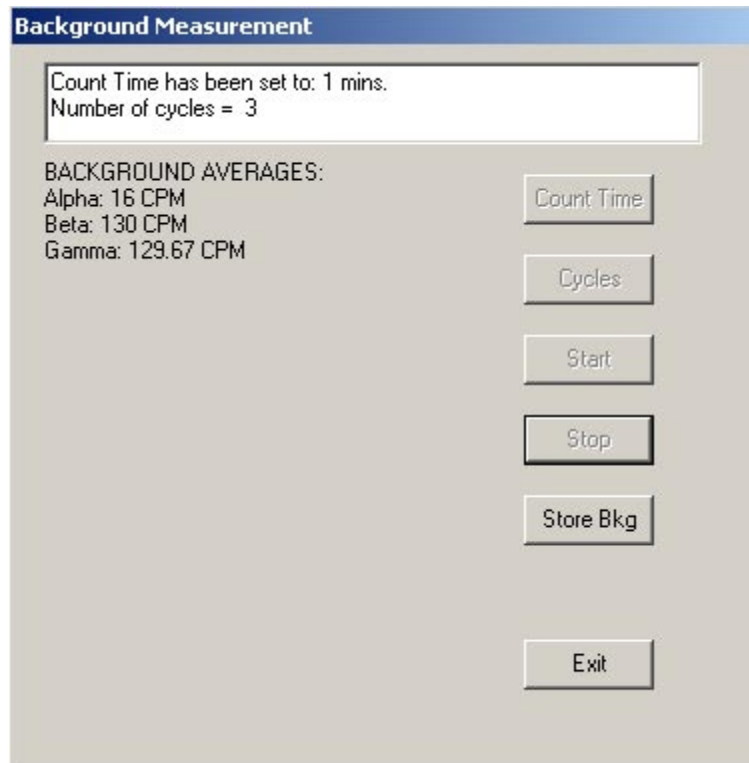 Background Measurement
Count Time has been set to: 1 mins.
Number of cycles = 3
BACKGROUND AVERAGES:
Alpha: 16 CPM
Beta: 130 CPM
Gamma: 129.67 CPM
Count Time
Cycles
Start
Stop
Store Bkg
Exit